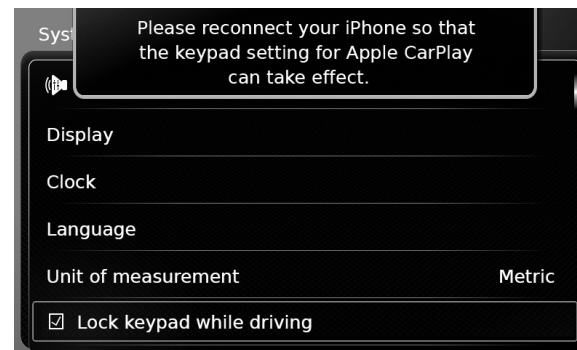 Syst
Please reconnect your iPhone so that
the keypad setting for Apple CarPlay
can take effect.
Display
Clock
Language
Unit of measurement Metric
Lock keypad while driving